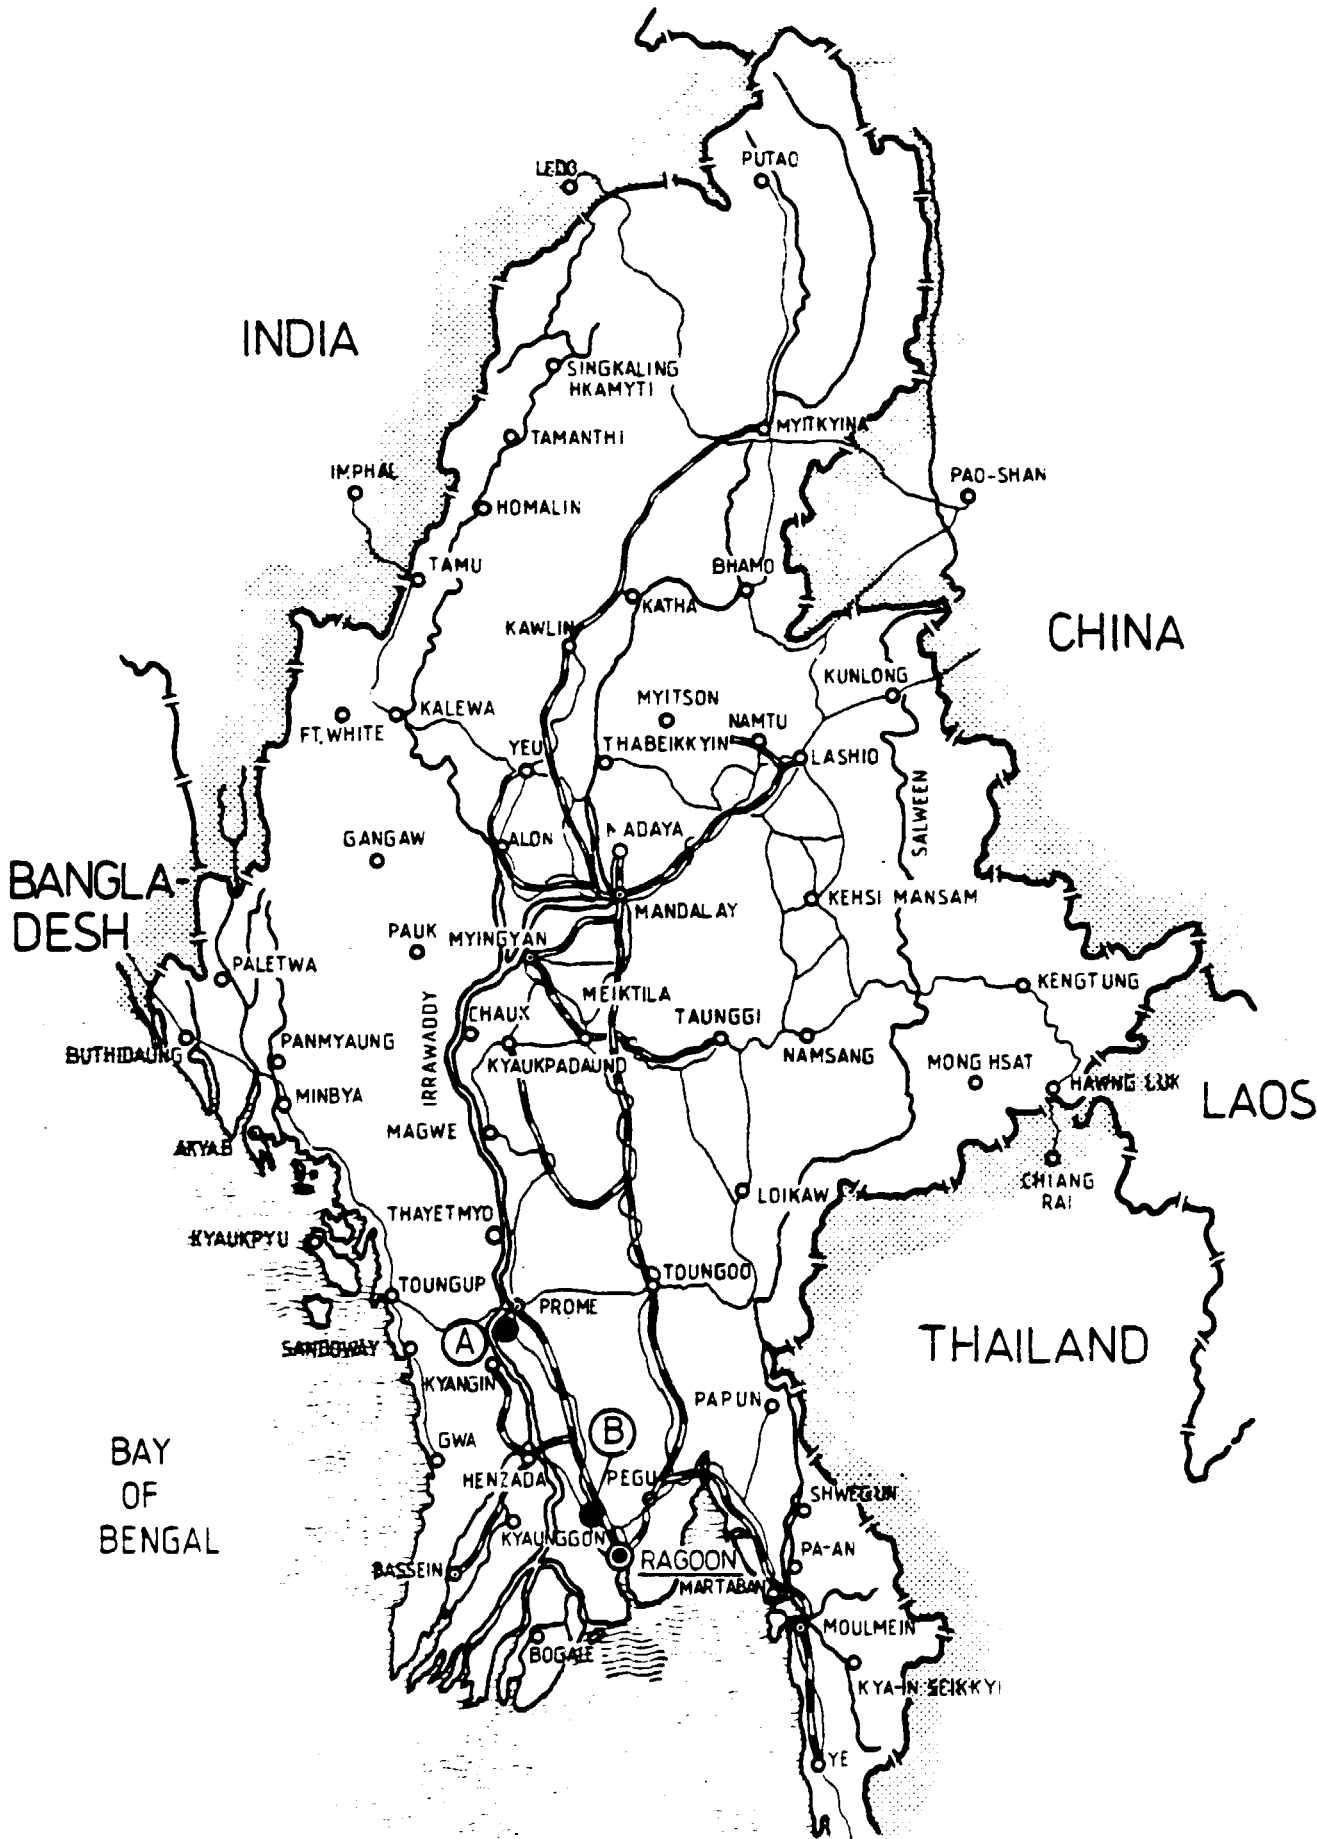 PUTAO
LEDO
INDIA
SINGKALING
HKAMYTI
MYITKYINA
TAMANTHI
IMPHAL
PAO-SHAN
HOMALIN
TAMU
BHAMO
KATHA
KAWLIN
CHINA
KUNLONG
MYITSON
KALEWA
NAMTU
FT. WHITE
YEU
THABEIKKYIN
LASHIO
SALWEEN
GANGAW
ALON
MADAYA
BANGLA-
DESH
KEHSI MANSAM
MANDALAY
PAUK
MYINGYAN
PALETWA
KENGTUNG
MEIKTILA
CHAUK
TAUNGGI
IRRAWADDY
PANMYAUNG
BUTHIDAUNG
KYAUKPADAUND
NAMSANG
MONG HSAT
HAWNG LUK
MINBYA
LAOS
MAGWE
AKYAB
CHIANG
RAI
LOIKAW
THAYETMYO
KYAUKPYU
TOUNGUP
TOUNGOO
PROME
A
SANDOWAY
THAILAND
KYANGIN
PAPUN
B
GWA
BAY
OF
BENGAL
HENZADA
PEGU
SHWEGUN
KYAUNGGON
RAGOON
PA-AN
BASSEIN
MARTABAN
MOULMEIN
BOGALE
KYA-IN SEIKKYI
YE